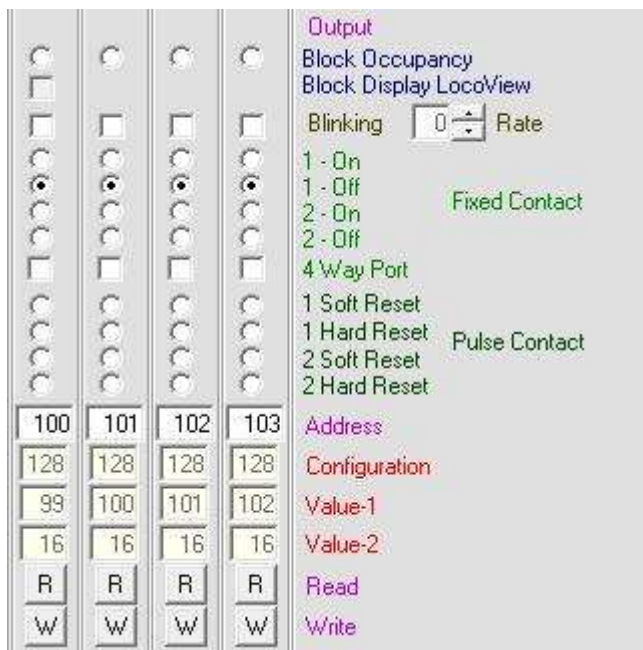 Output
Block Occupancy
Block Display LocoView
Blinking 0 Rate
1 - On
1 - Off
Fixed Contact
2 - On
2 - Off
4 Way Port
1 Soft Reset
1 Hard Reset
Pulse Contact
2 Soft Reset
2 Hard Reset
100 101 102 103 Address
128 128 128 128 Configuration
99 100 101 102 Value-1
16 16 16 16 Value-2
R R R R Read
W W W W Write